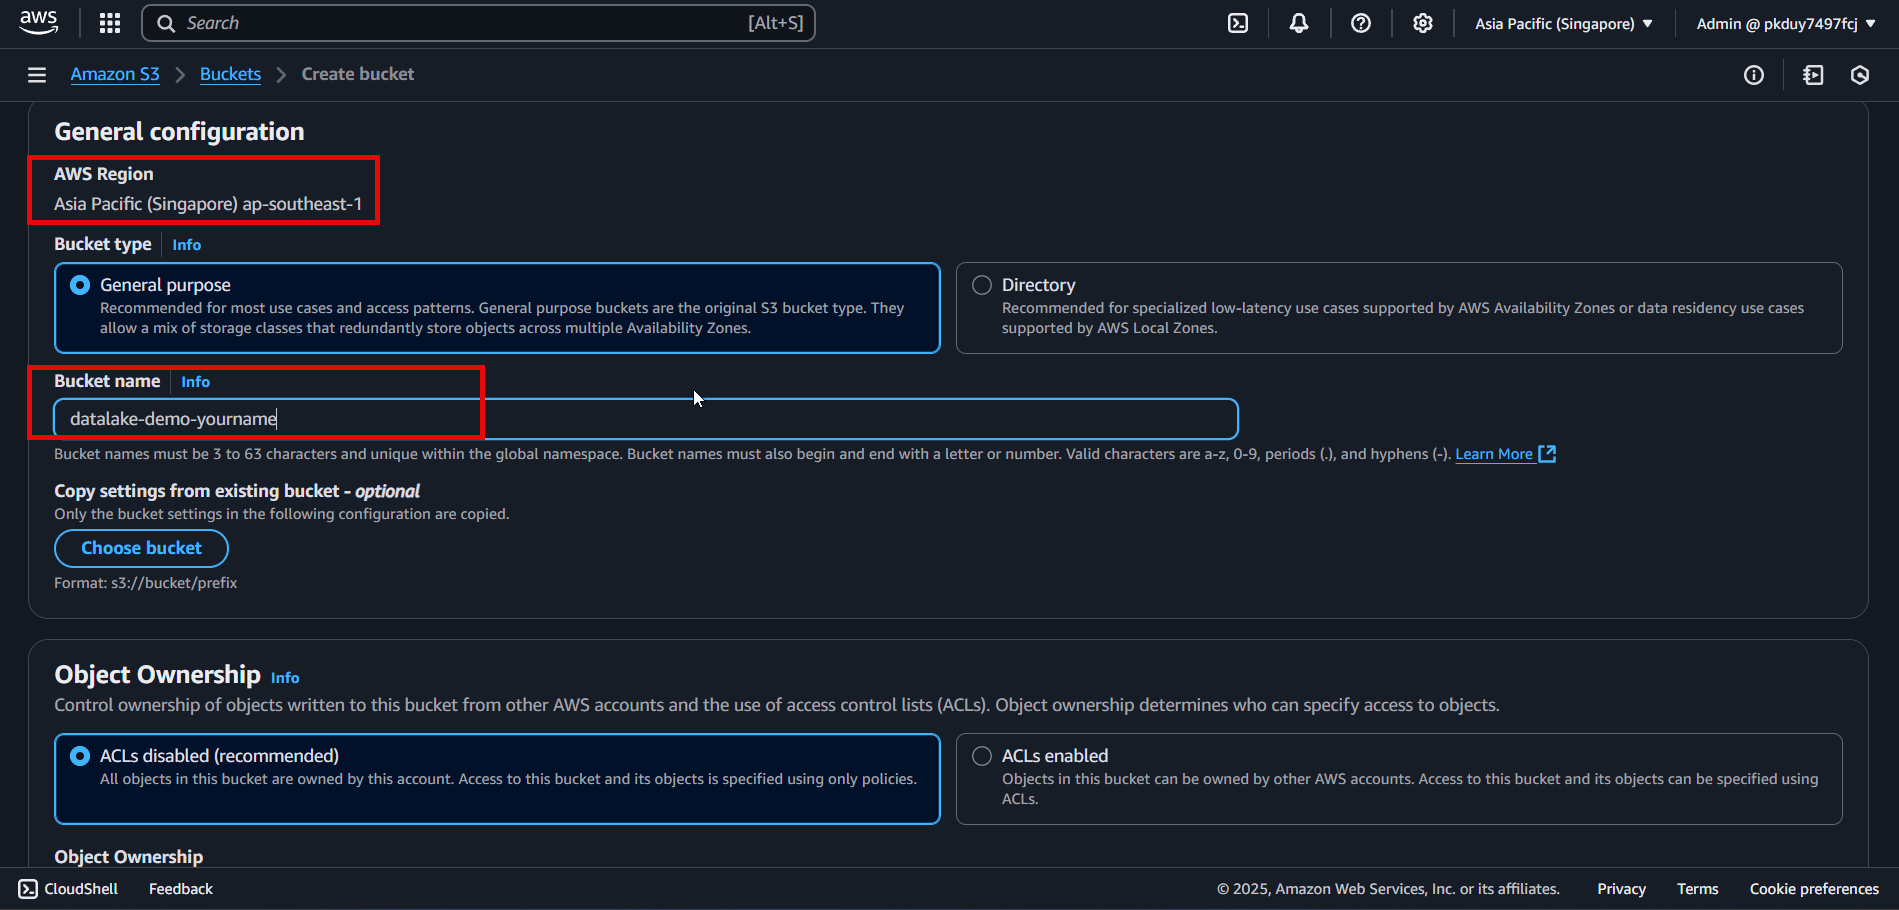 aws
Search [Alt+S]
Asia Pacific (Singapore)
Admin @ pkduy7497fcj
Amazon S3 > Buckets > Create bucket
General configuration
AWS Region
Asia Pacific (Singapore) ap-southeast-1
Bucket type Info
General purpose
Recommended for most use cases and access patterns. General purpose buckets are the original S3 bucket type. They
allow a mix of storage classes that redundantly store objects across multiple Availability Zones.
Directory
Recommended for specialized low-latency use cases supported by AWS Availability Zones or data residency use cases
supported by AWS Local Zones.
Bucket name Info
datalake-demo-yourname
Bucket names must be 3 to 63 characters and unique within the global namespace. Bucket names must also begin and end with a letter or number. Valid characters are a-z, 0-9, periods (.), and hyphens (-). Learn More
Copy settings from existing bucket - optional
Only the bucket settings in the following configuration are copied.
Choose bucket
Format: s3://bucket/prefix
Object Ownership Info
Control ownership of objects written to this bucket from other AWS accounts and the use of access control lists (ACLs). Object ownership determines who can specify access to objects.
ACLs disabled (recommended)
All objects in this bucket are owned by this account. Access to this bucket and its objects is specified using only policies.
ACLs enabled
Objects in this bucket can be owned by other AWS accounts. Access to this bucket and its objects can be specified using
ACLs.
Object Ownership
CloudShell Feedback
© 2025, Amazon Web Services, Inc. or its affiliates. Privacy Terms Cookie preferences